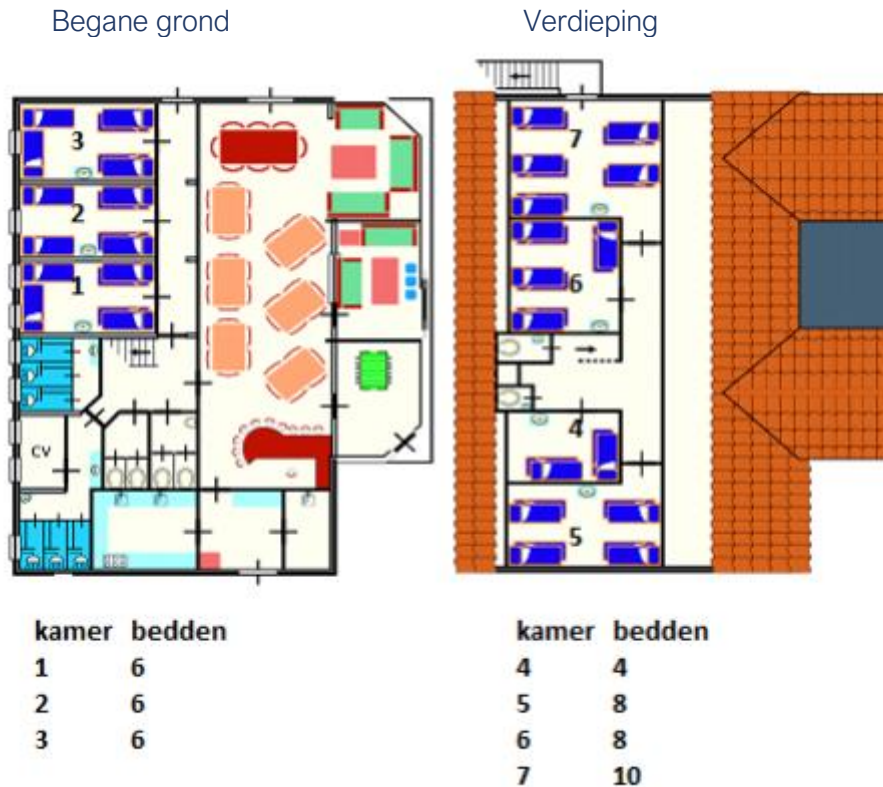 Begane grond
Verdieping
3
2
1
CV
7
6
4
5
kamer bedden
1 6
2 6
3 6
kamer bedden
4 4
5 8
6 8
7 10